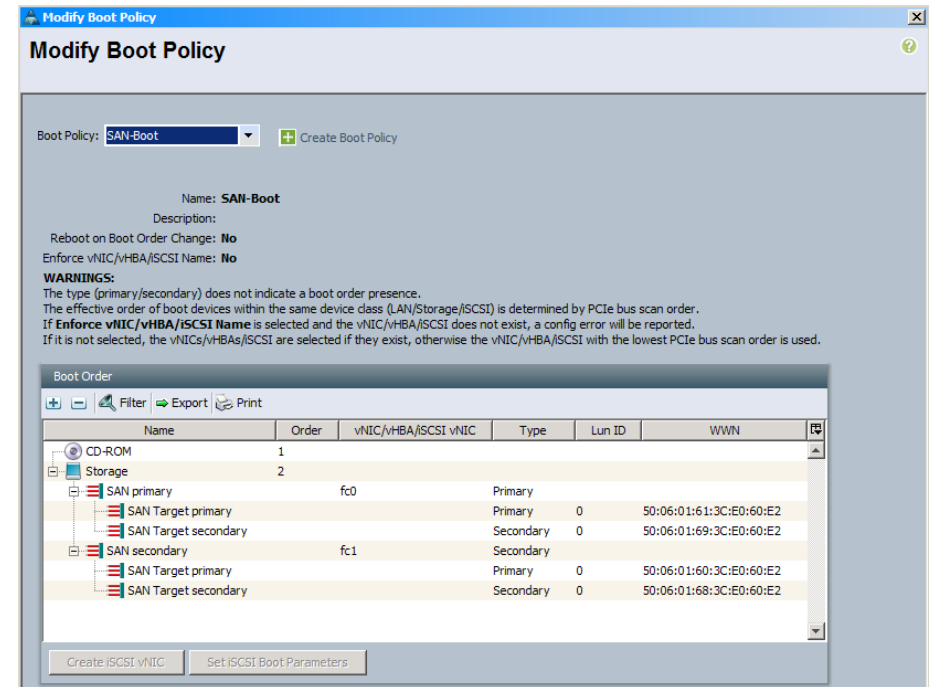 Modify Boot Policy
Modify Boot Policy
Boot Policy: SAN-Boot Create Boot Policy
Name: SAN-Boot
Description:
Reboot on Boot Order Change: No
Enforce vNIC/vHBA/iSCSI Name: No
WARNINGS:
The type (primary/secondary) does not indicate a boot order presence.
The effective order of boot devices within the same device class (LAN/Storage/iSCSI) is determined by PCIe bus scan order.
If Enforce vNIC/vHBA/iSCSI Name is selected and the vNIC/vHBA/iSCSI does not exist, a config error will be reported.
If it is not selected, the vNICs/vHBAs/iSCSI are selected if they exist, otherwise the vNIC/vHBA/iSCSI with the lowest PCIe bus scan order is used.
Boot Order
Filter Export Print
Name Order vNIC/vHBA/iSCSI vNIC Type Lun ID WWN
CD-ROM 1
Storage 2
SAN primary fc0 Primary
SAN Target primary Primary 0 50:06:01:61:3C:E0:60:E2
SAN Target secondary Secondary 0 50:06:01:69:3C:E0:60:E2
SAN secondary fc1 Secondary
SAN Target primary Primary 0 50:06:01:60:3C:E0:60:E2
SAN Target secondary Secondary 0 50:06:01:68:3C:E0:60:E2
Create iSCSI vNIC Set iSCSI Boot Parameters